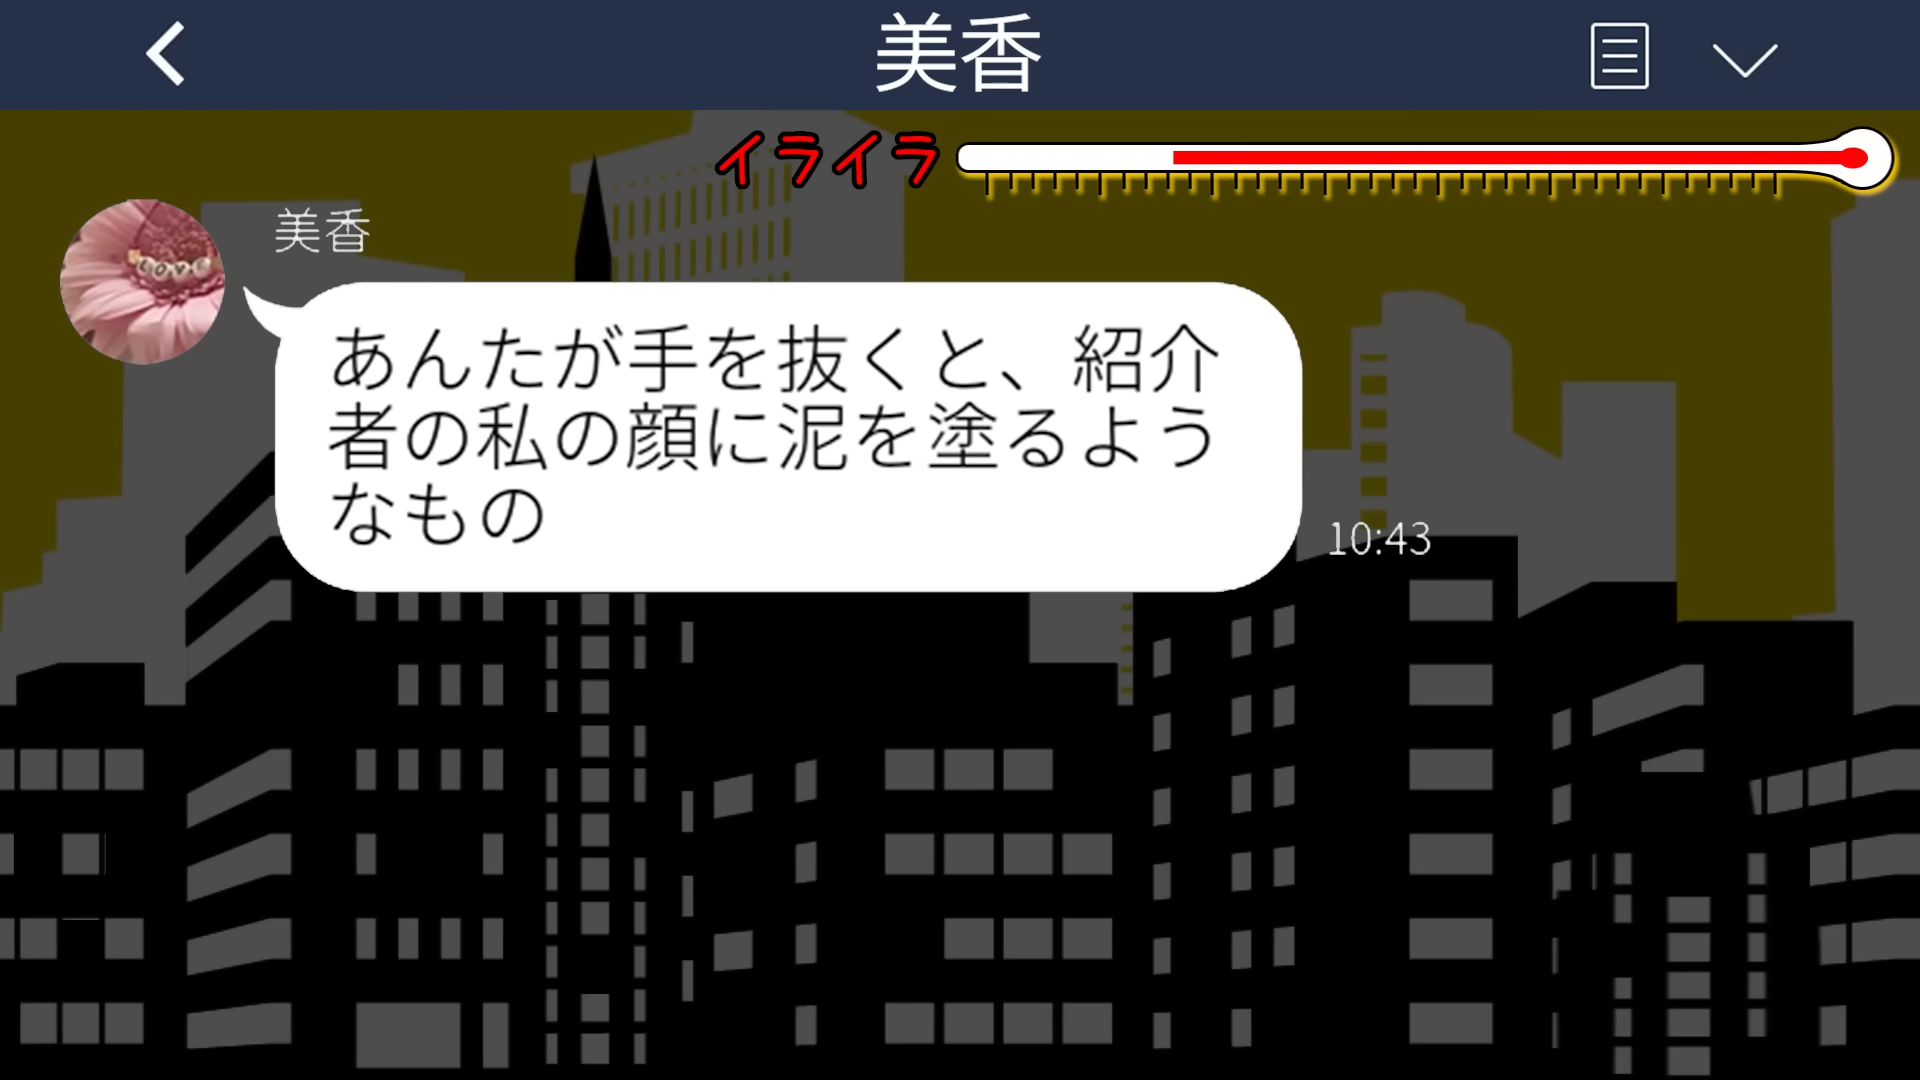 美香
イライラ
美香
LOVE
あんたが手を抜くと、紹介
者の私の顔に泥を塗るよう
なもの
10:43